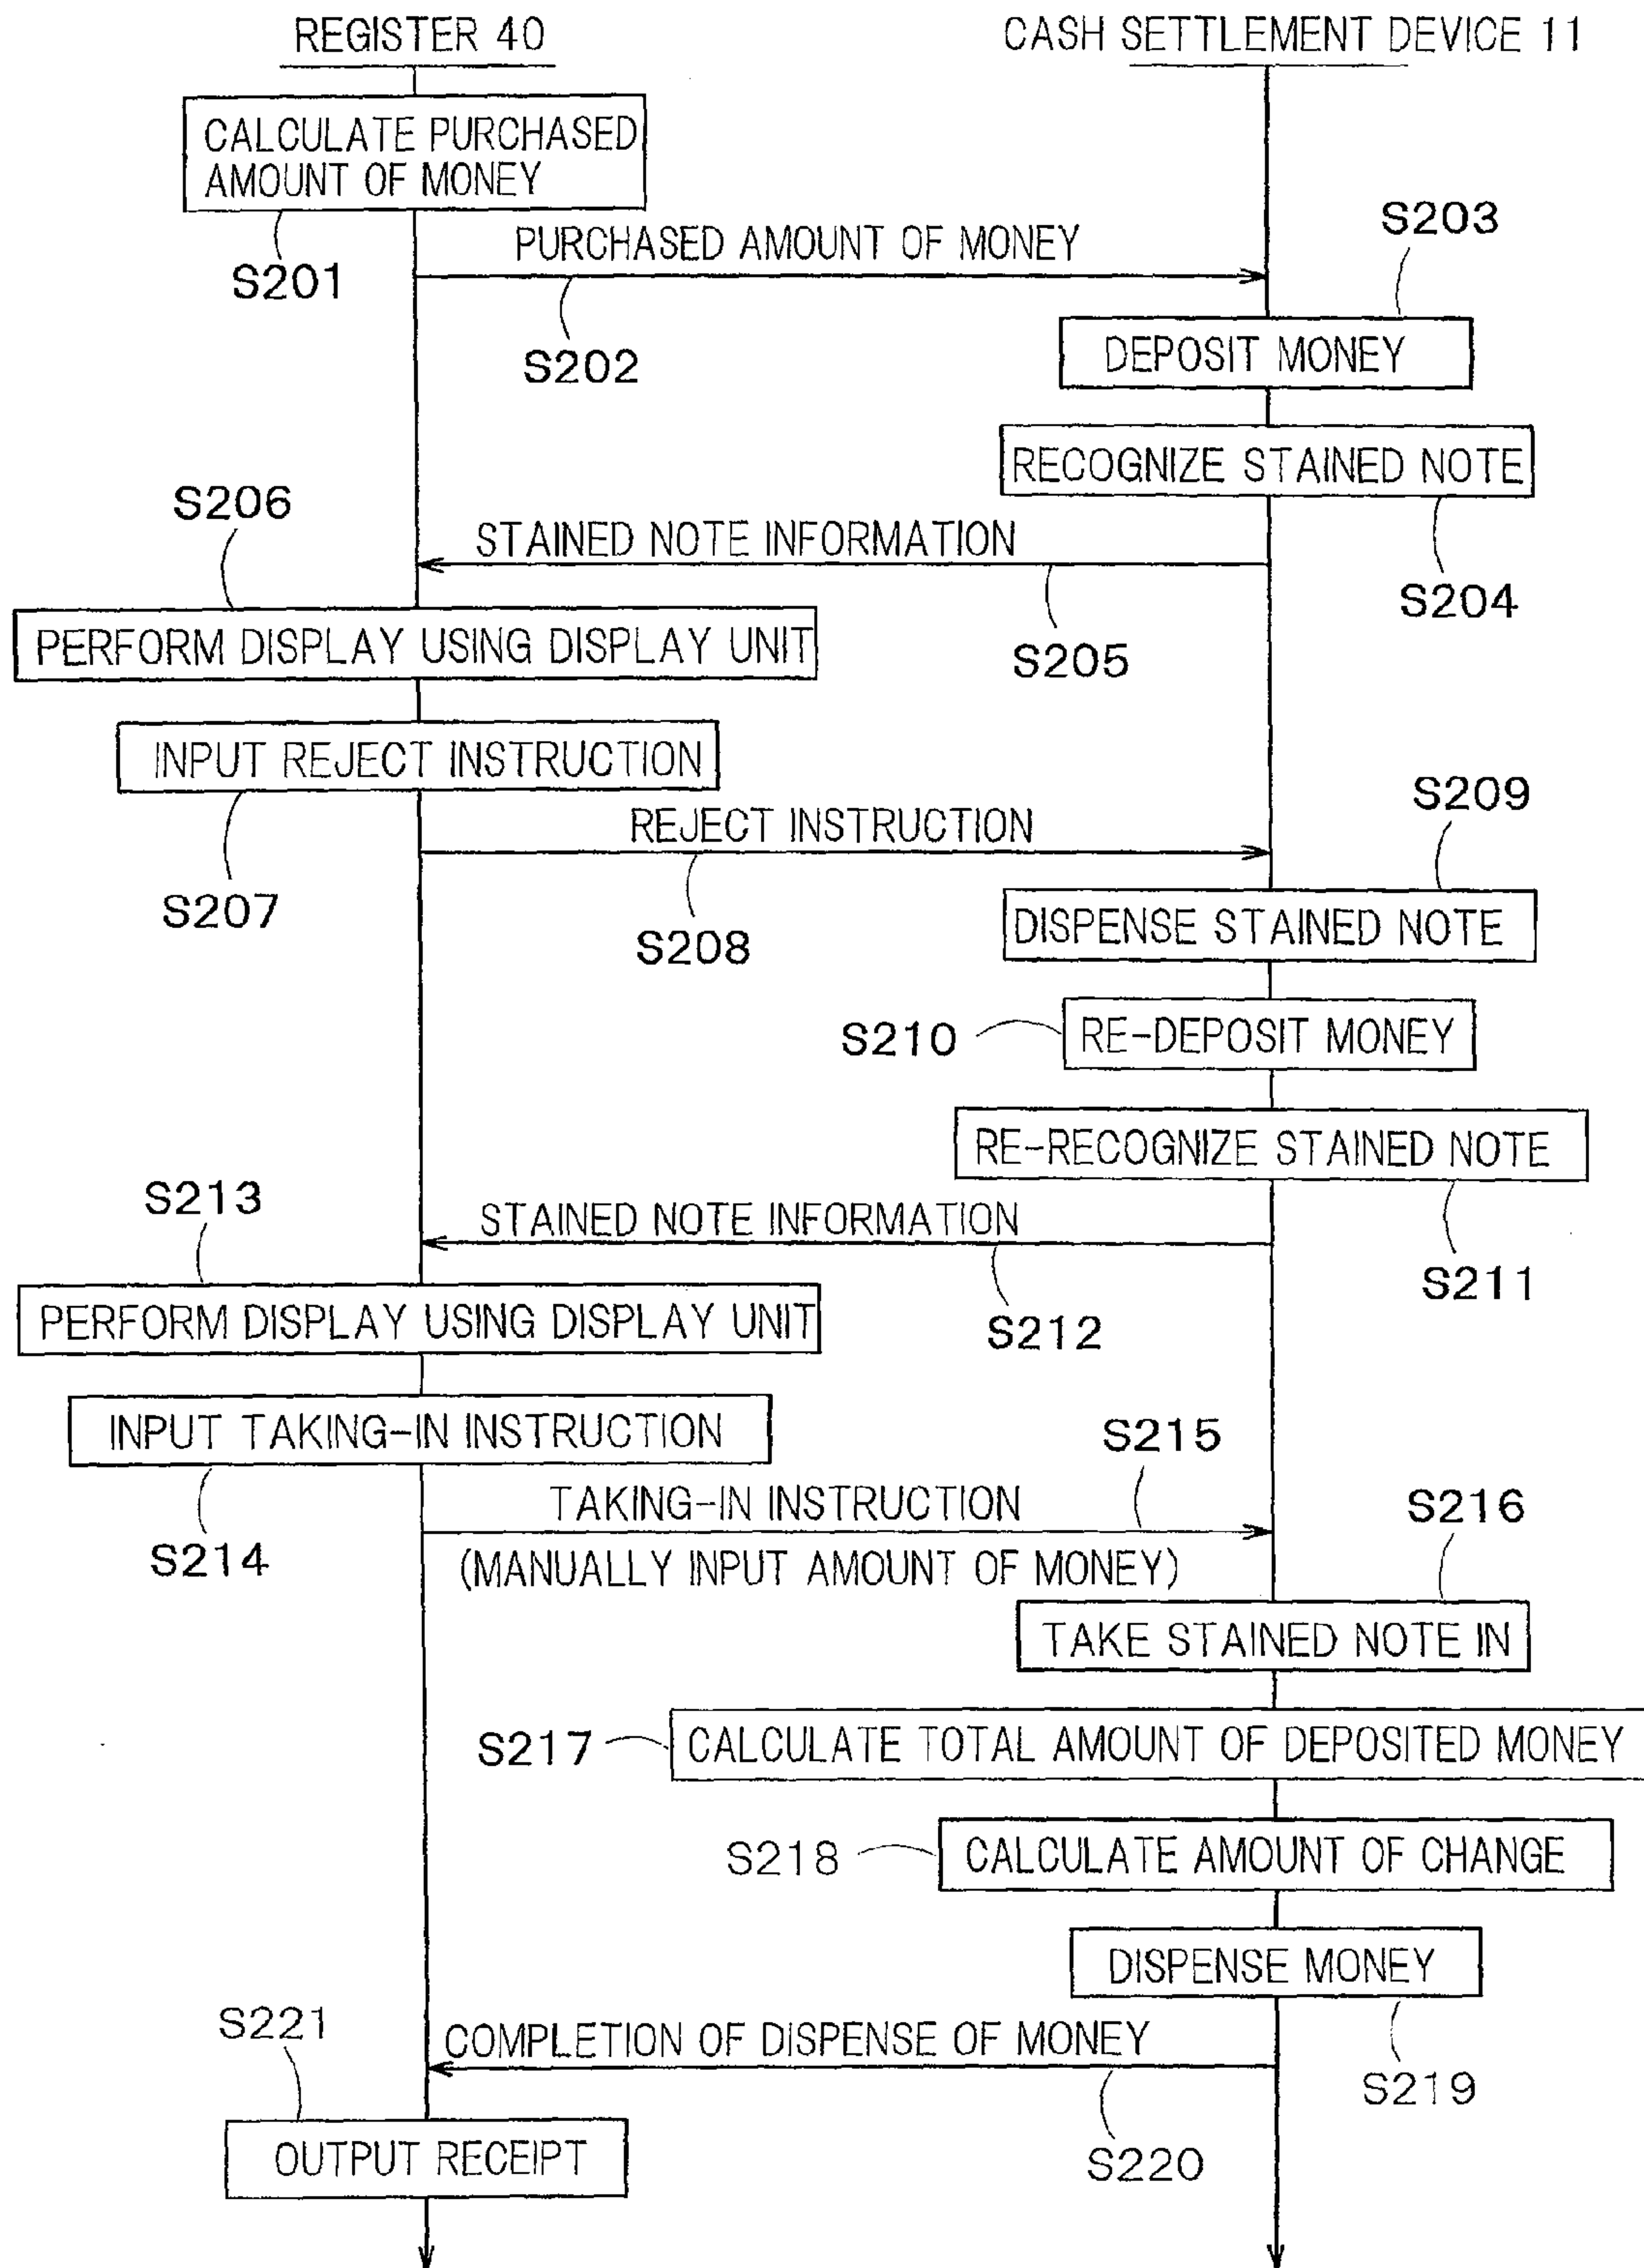 REGISTER 40
CASH SETTLEMENT DEVICE 11
CALCULATE PURCHASED
AMOUNT OF MONEY
S201
PURCHASED AMOUNT OF MONEY
S202
S203
DEPOSIT MONEY
RECOGNIZE STAINED NOTE
S204
STAINED NOTE INFORMATION
S205
S206
PERFORM DISPLAY USING DISPLAY UNIT
INPUT REJECT INSTRUCTION
S207
REJECT INSTRUCTION
S208
S209
DISPENSE STAINED NOTE
S210
RE-DEPOSIT MONEY
RE-RECOGNIZE STAINED NOTE
S211
STAINED NOTE INFORMATION
S212
S213
PERFORM DISPLAY USING DISPLAY UNIT
INPUT TAKING-IN INSTRUCTION
S214
TAKING-IN INSTRUCTION
S215
(MANUALLY INPUT AMOUNT OF MONEY)
S216
TAKE STAINED NOTE IN
S217
CALCULATE TOTAL AMOUNT OF DEPOSITED MONEY
S218
CALCULATE AMOUNT OF CHANGE
DISPENSE MONEY
S219
COMPLETION OF DISPENSE OF MONEY
S220
S221
OUTPUT RECEIPT